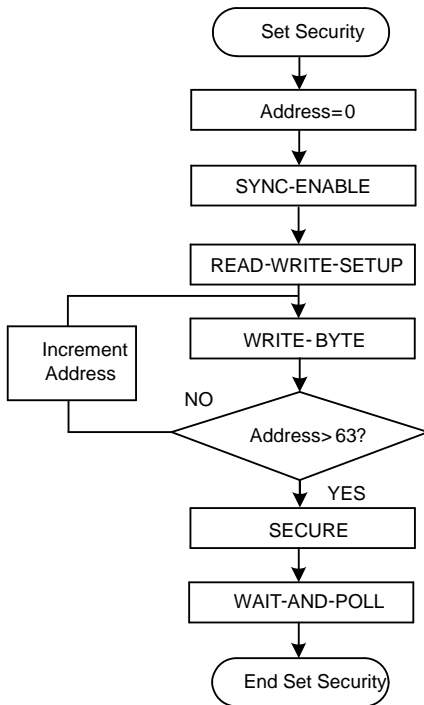 Set Security
Address=0
SYNC-ENABLE
READ-WRITE-SETUP
WRITE-BYTE
Increment
Address
NO
Address>63?
YES
SECURE
WAIT-AND-POLL
End Set Security